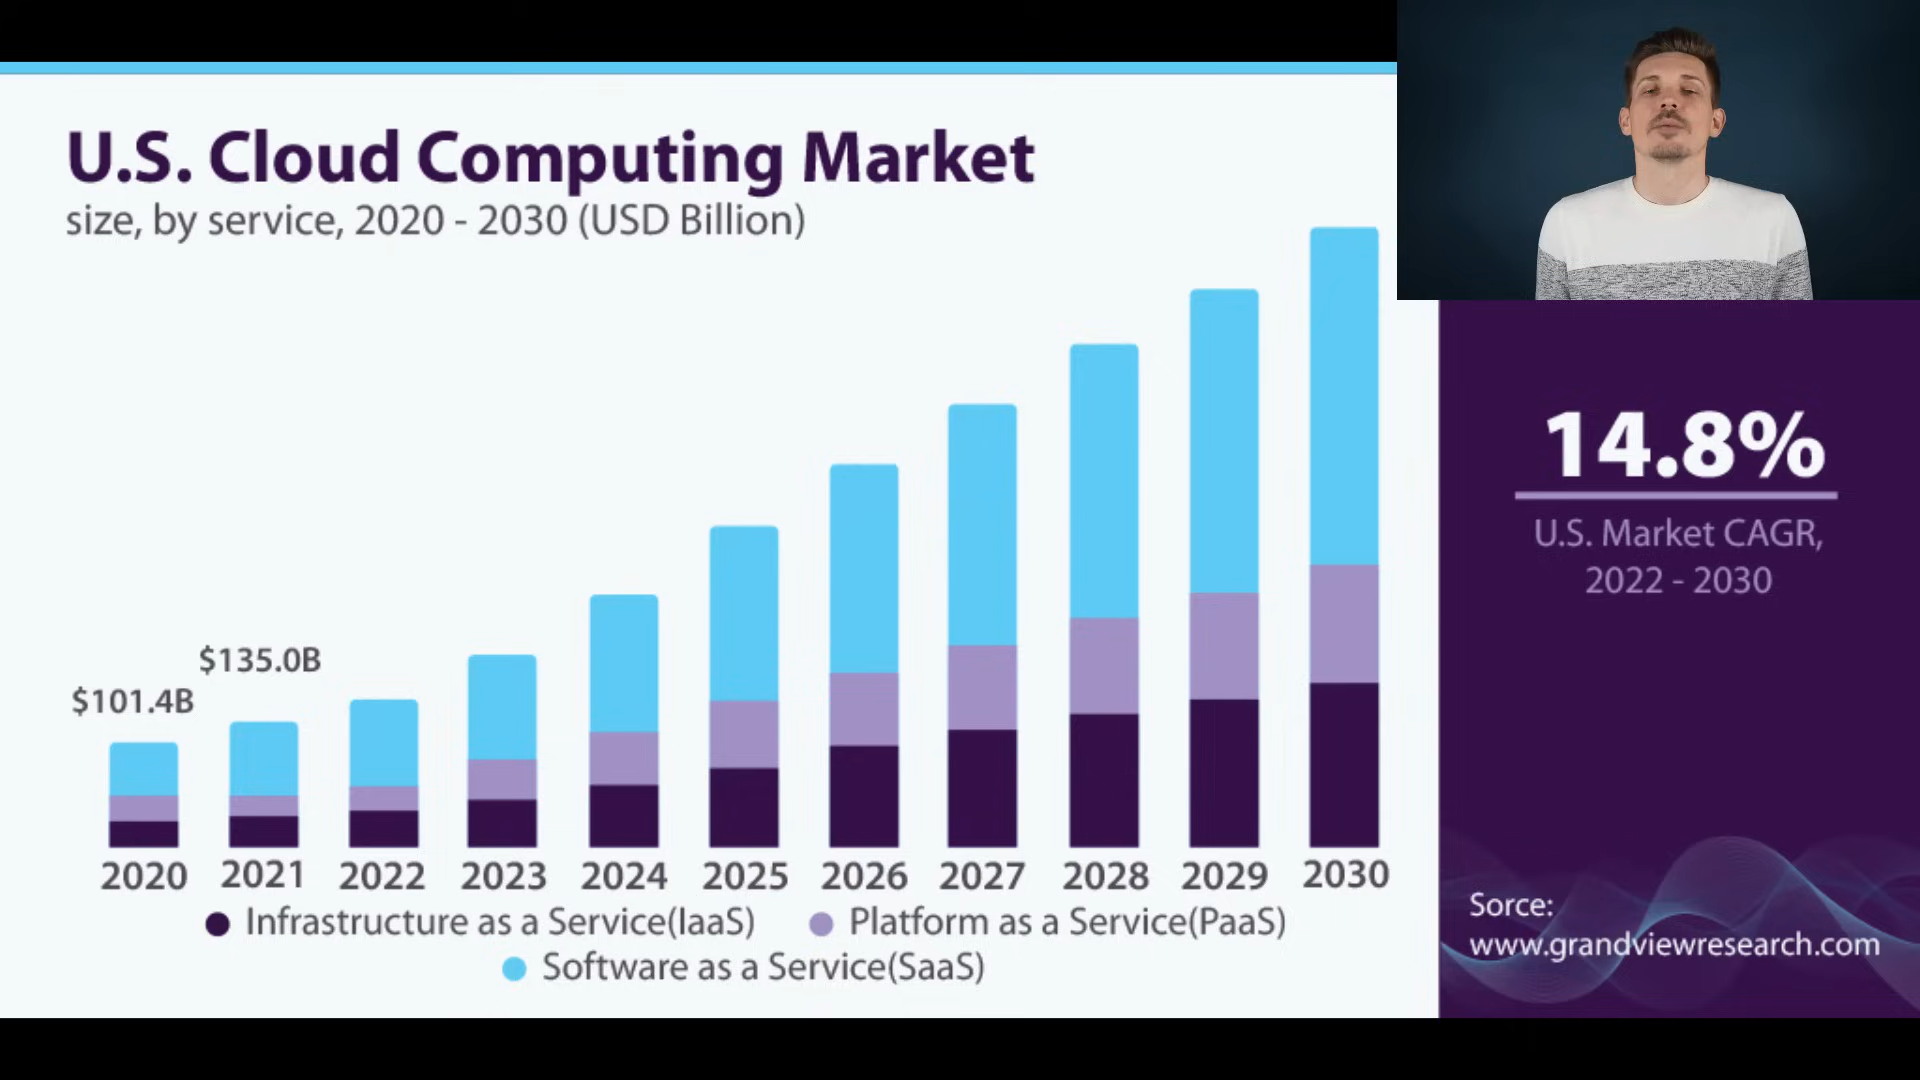 U.S. Cloud Computing Market
size, by service, 2020 - 2030 (USD Billion)
$101.4B
$135.0B
2020 2021 2022 2023 2024 2025 2026 2027 2028 2029 2030
Infrastructure as a Service(IaaS) Platform as a Service(PaaS)
Software as a Service(SaaS)
14.8%
U.S. Market CAGR,
2022 - 2030
Sorce:
www.grandviewresearch.com